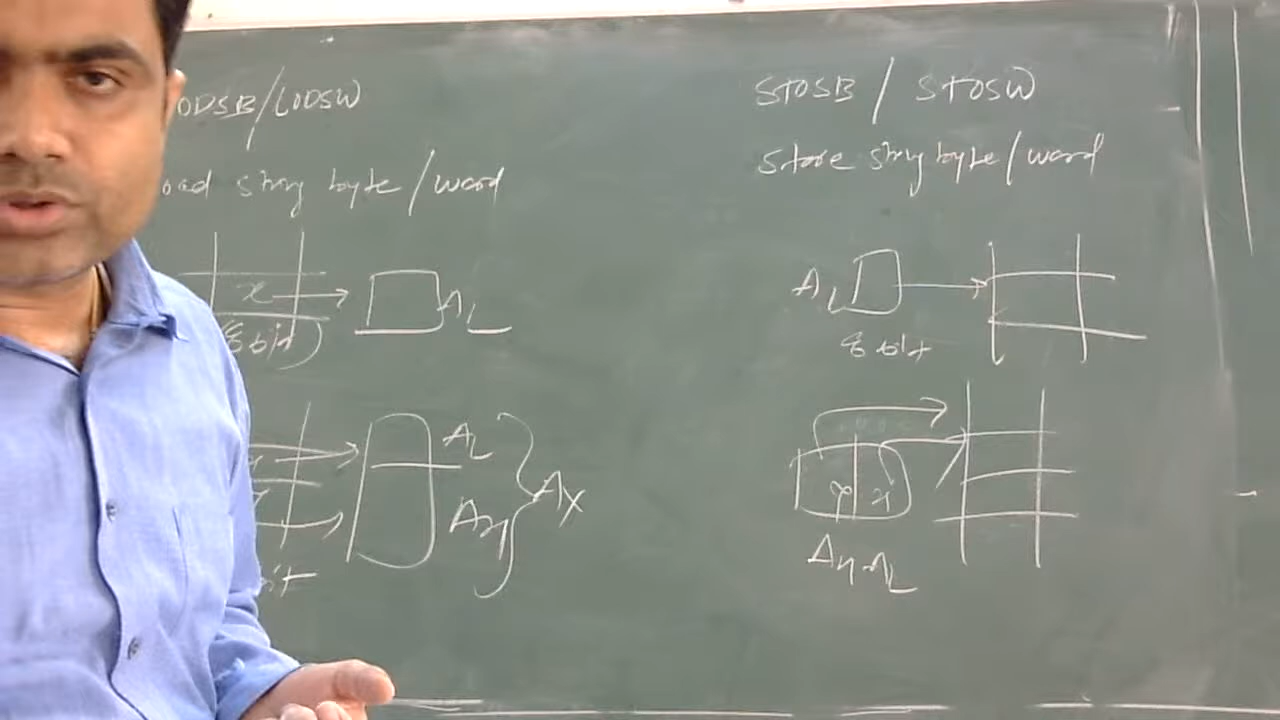 ODSB/LODSW
oad string byte/word
x
AL
(8 bit)
AL
AH
AX
it
STOSB / STOSW
Store string byte/word
AL
8 bit
y x
AH AL